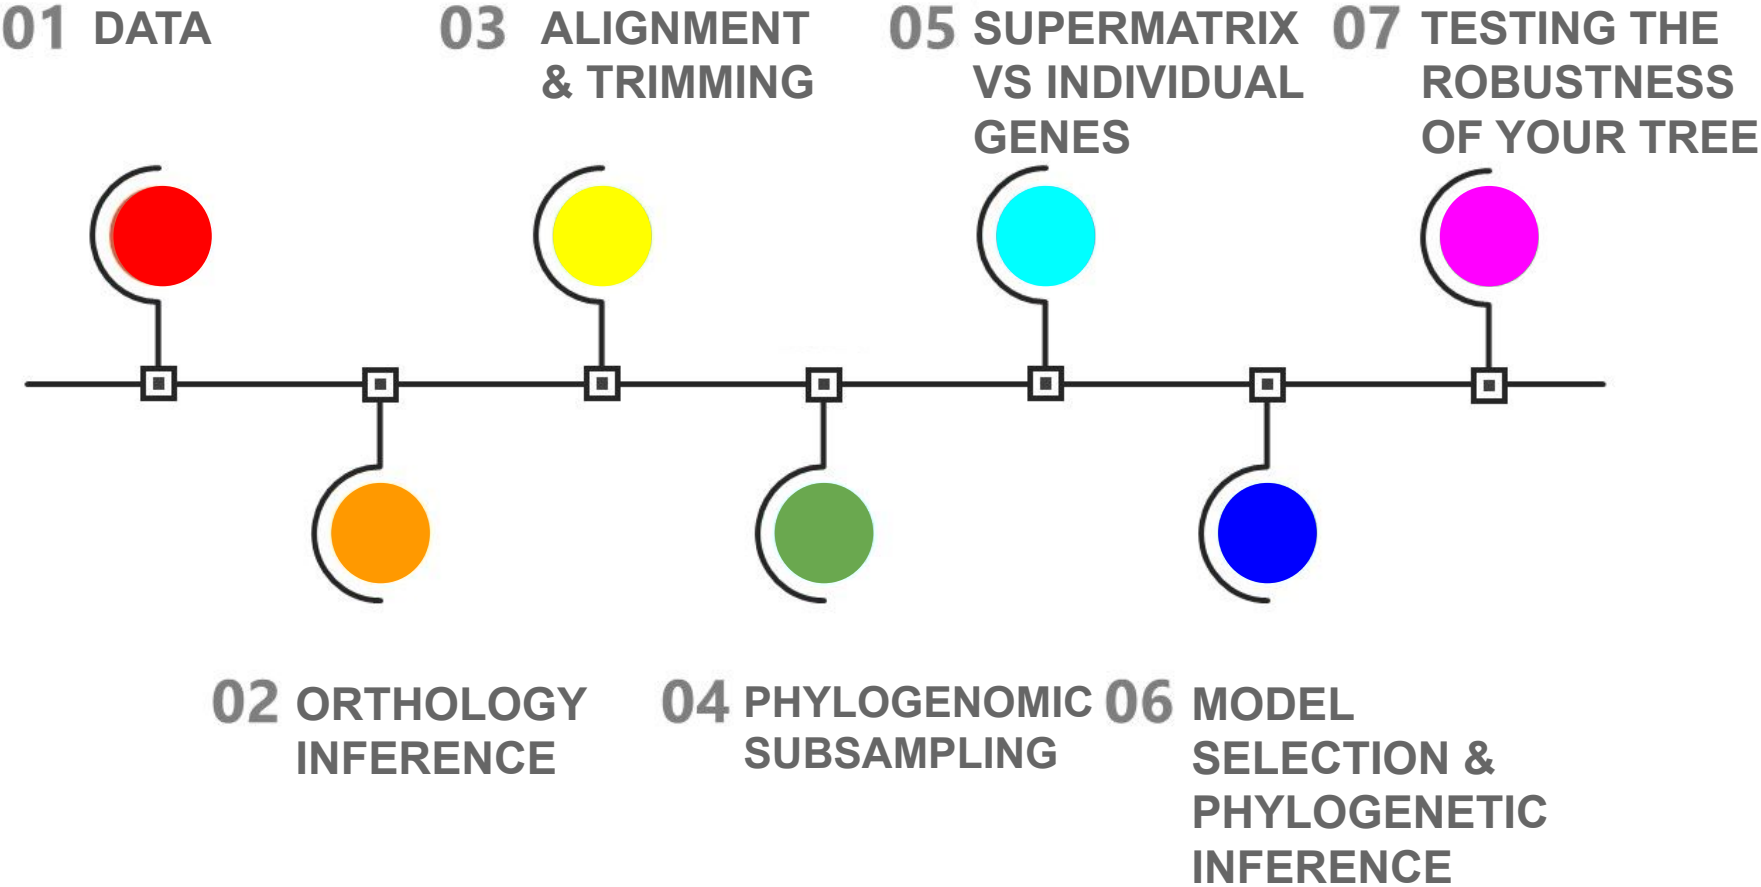 01 DATA
02 ORTHOLOGY
INFERENCE
03 ALIGNMENT
& TRIMMING
04 PHYLOGENOMIC
SUBSAMPLING
05 SUPERMATRIX
VS INDIVIDUAL
GENES
06 MODEL
SELECTION &
PHYLOGENETIC
INFERENCE
07 TESTING THE
ROBUSTNESS
OF YOUR TREE